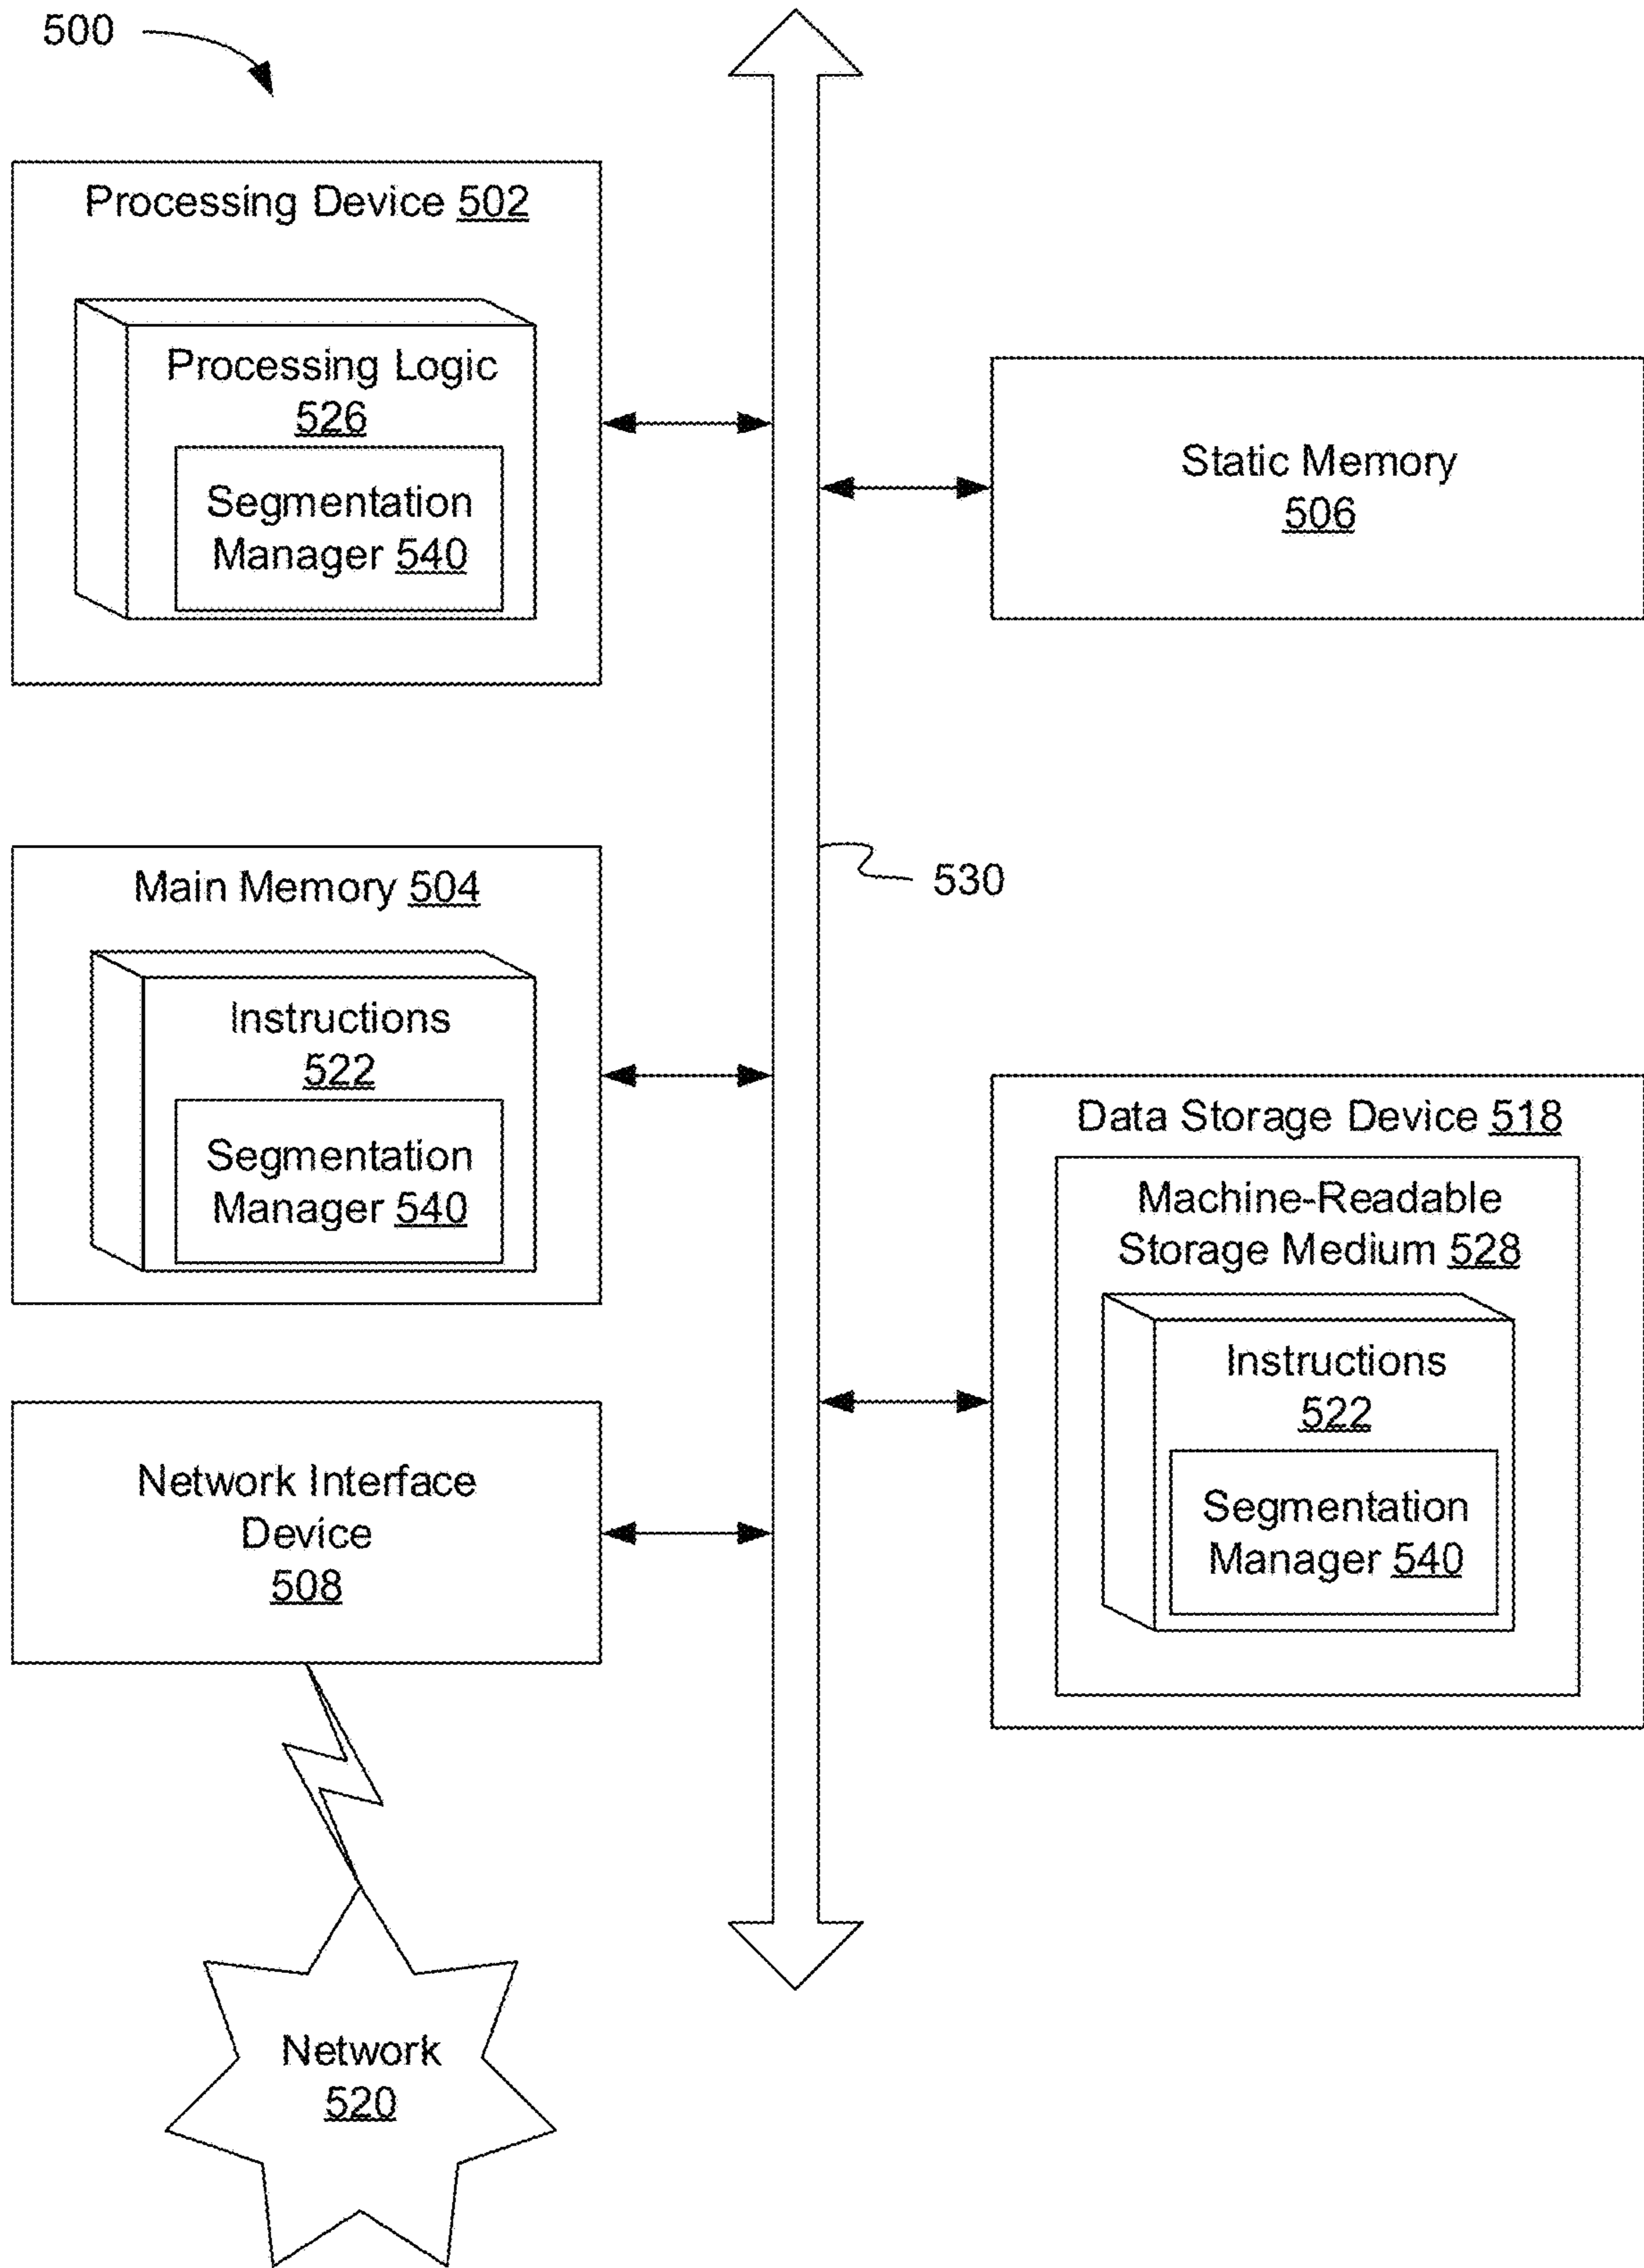 500
Processing Device 502
Processing Logic
526
Segmentation
Manager 540
Static Memory
506
Main Memory 504
530
Instructions
522
Segmentation
Manager 540
Data Storage Device 518
Machine-Readable
Storage Medium 528
Instructions
522
Segmentation
Manager 540
Network Interface
Device
508
Network
520